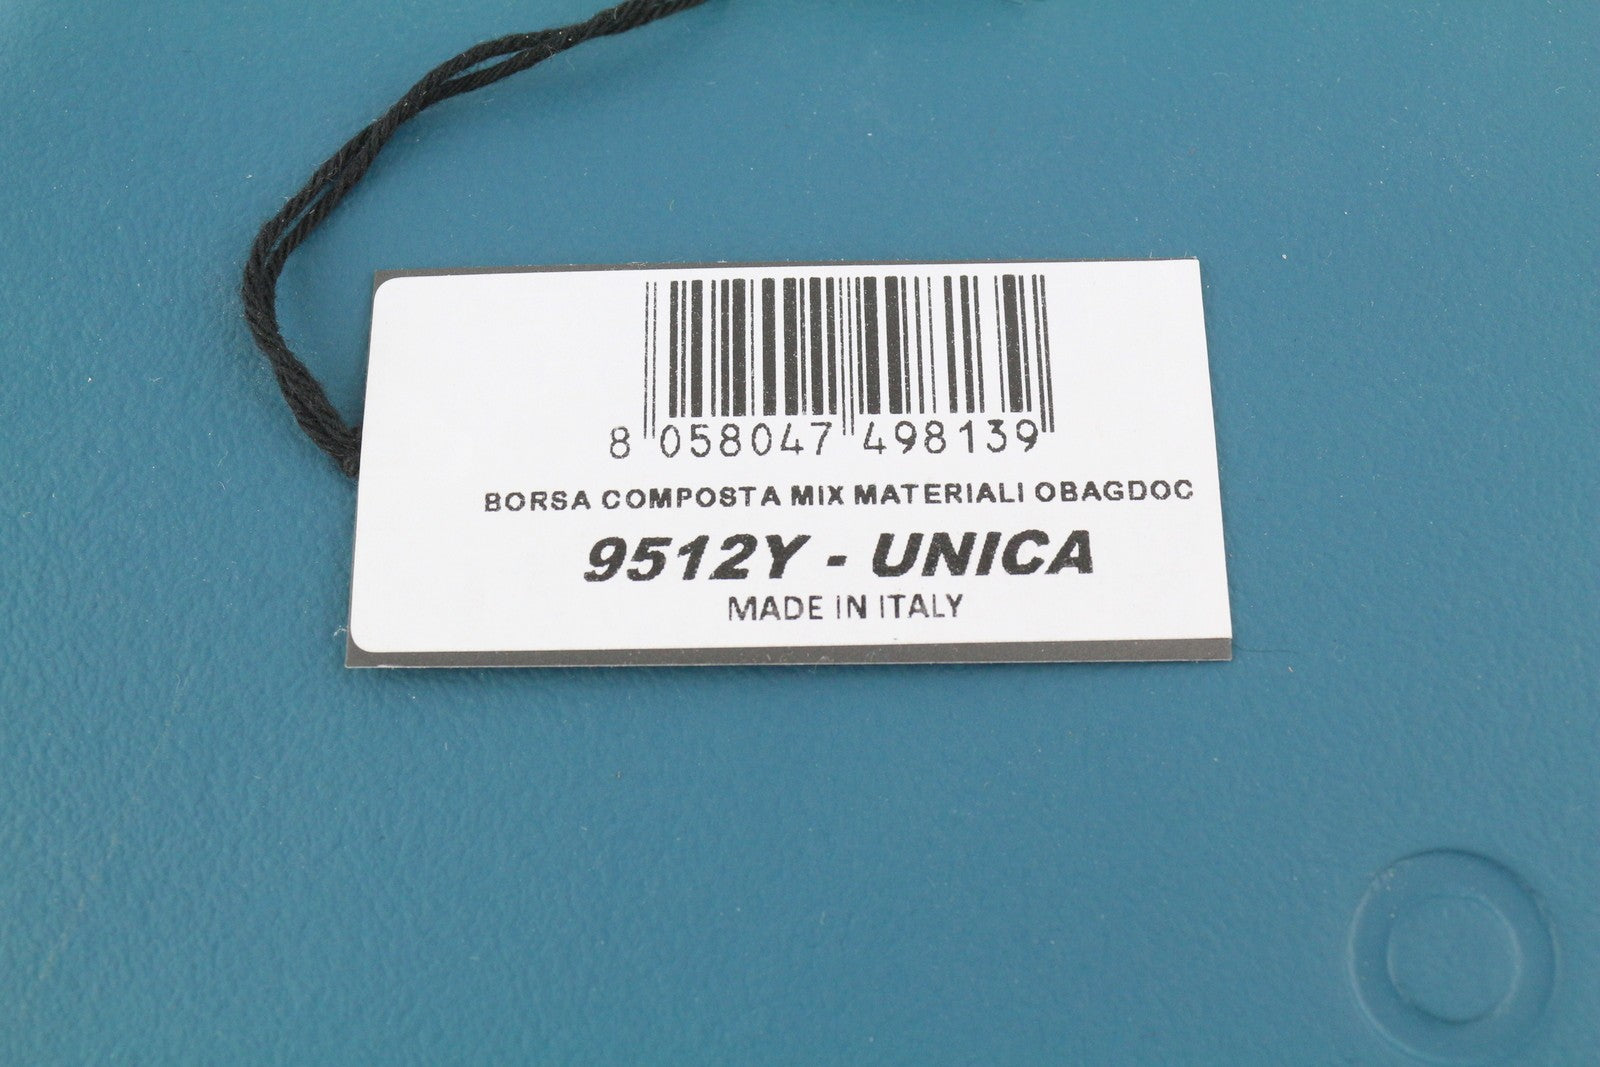 8 058047 498139
BORSA COMPOSTA MIX MATERIALI OBAGDOC
9512Y - UNICA
MADE IN ITALY